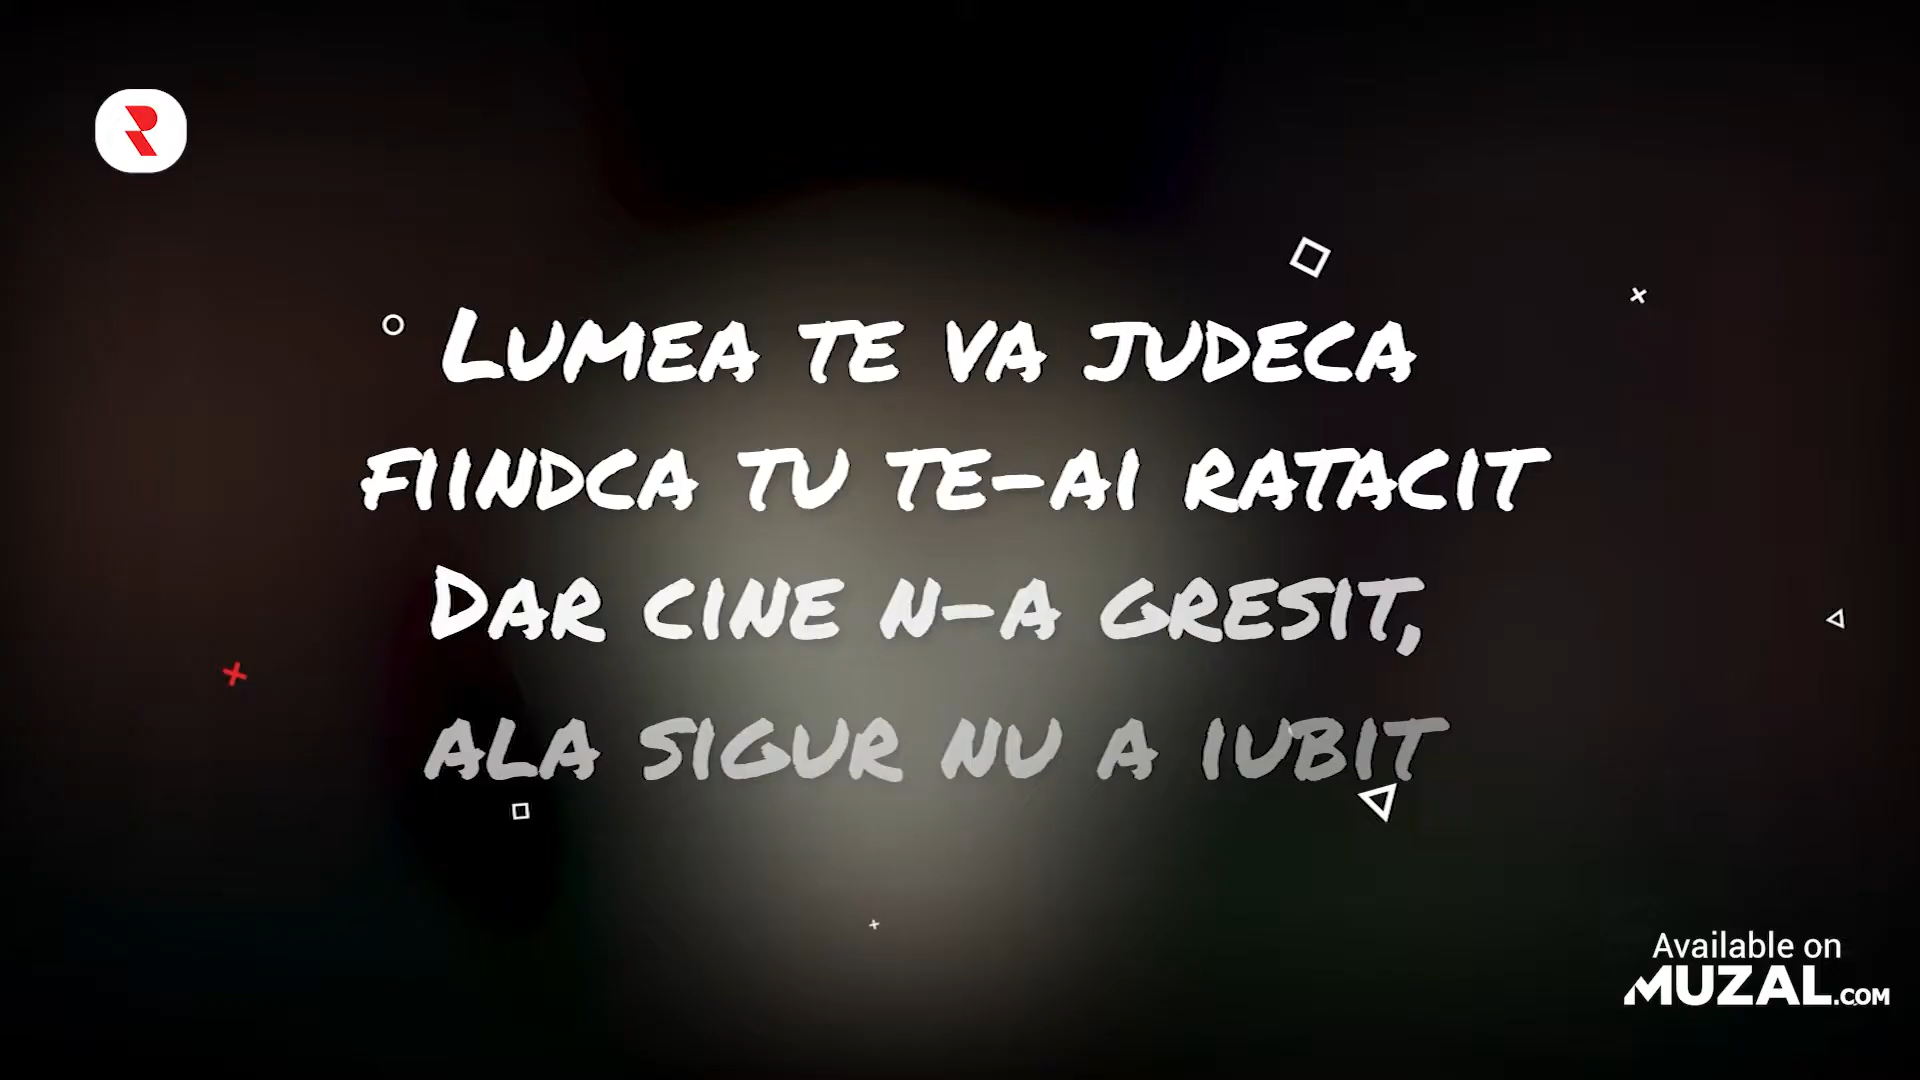 Lumea te va judeca
fiindca tu te-ai ratacit
Dar cine n-a gresit,
ala sigur nu a iubit
Available on
MUZAL.COM